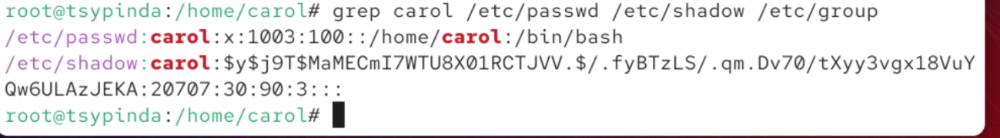 root@tsypinda:/home/carol# grep carol /etc/passwd /etc/shadow /etc/group
/etc/passwd:carol:x:1003:100::/home/carol:/bin/bash
/etc/shadow:carol:$y$j9T$MaMECmI7WTU8X01RCTJVV.$/.fyBTzLS/.qm.Dv70/tXyy3vgx18VuY
Qw6ULAzJEKA:20707:30:90:3:::
root@tsypinda:/home/carol#